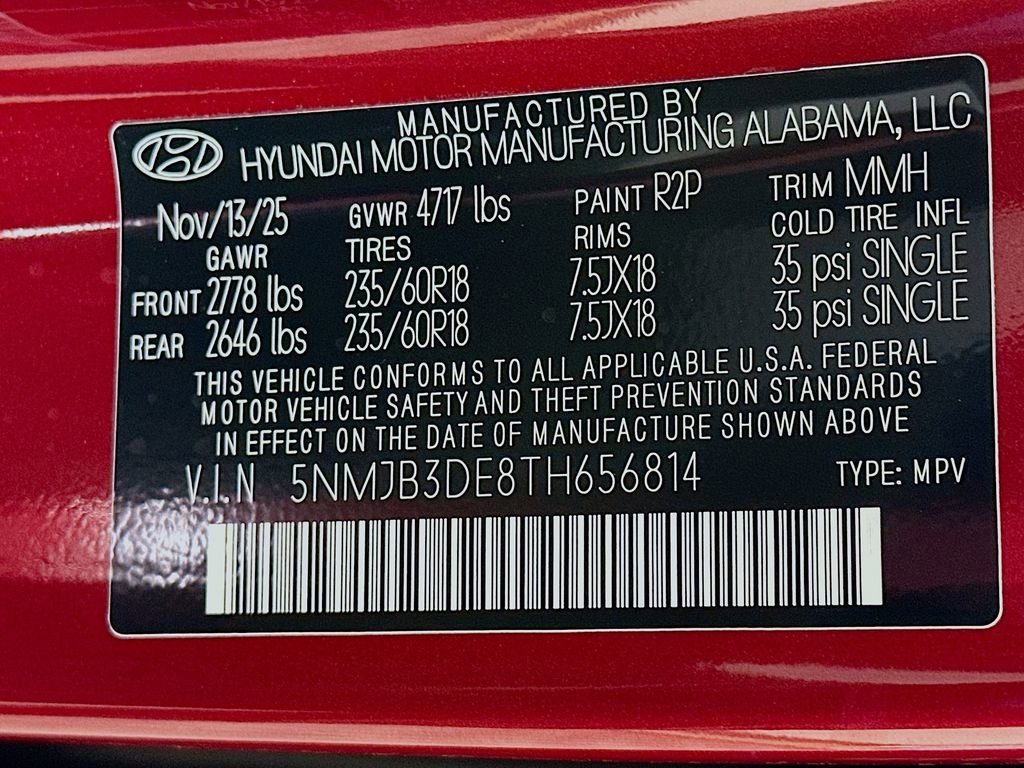 MANUFACTURED BY
HYUNDAI MOTOR MANUFACTURING ALABAMA, LLC
Nov/13/25 GVWR 4717 lbs PAINT R2P TRIM MMH
GAWR TIRES RIMS COLD TIRE INFL
FRONT 2778 lbs 235/60R18 7.5JX18 35 psi SINGLE
REAR 2646 lbs 235/60R18 7.5JX18 35 psi SINGLE
THIS VEHICLE CONFORMS TO ALL APPLICABLE U.S.A. FEDERAL
MOTOR VEHICLE SAFETY AND THEFT PREVENTION STANDARDS
IN EFFECT ON THE DATE OF MANUFACTURE SHOWN ABOVE
V.I.N 5NMJB3DE8TH656814 TYPE: MPV